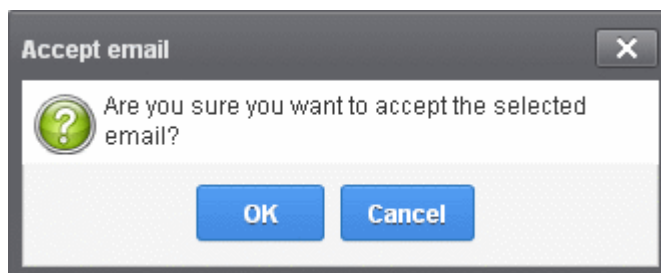 Accept email
Are you sure you want to accept the selected
email?
OK
Cancel